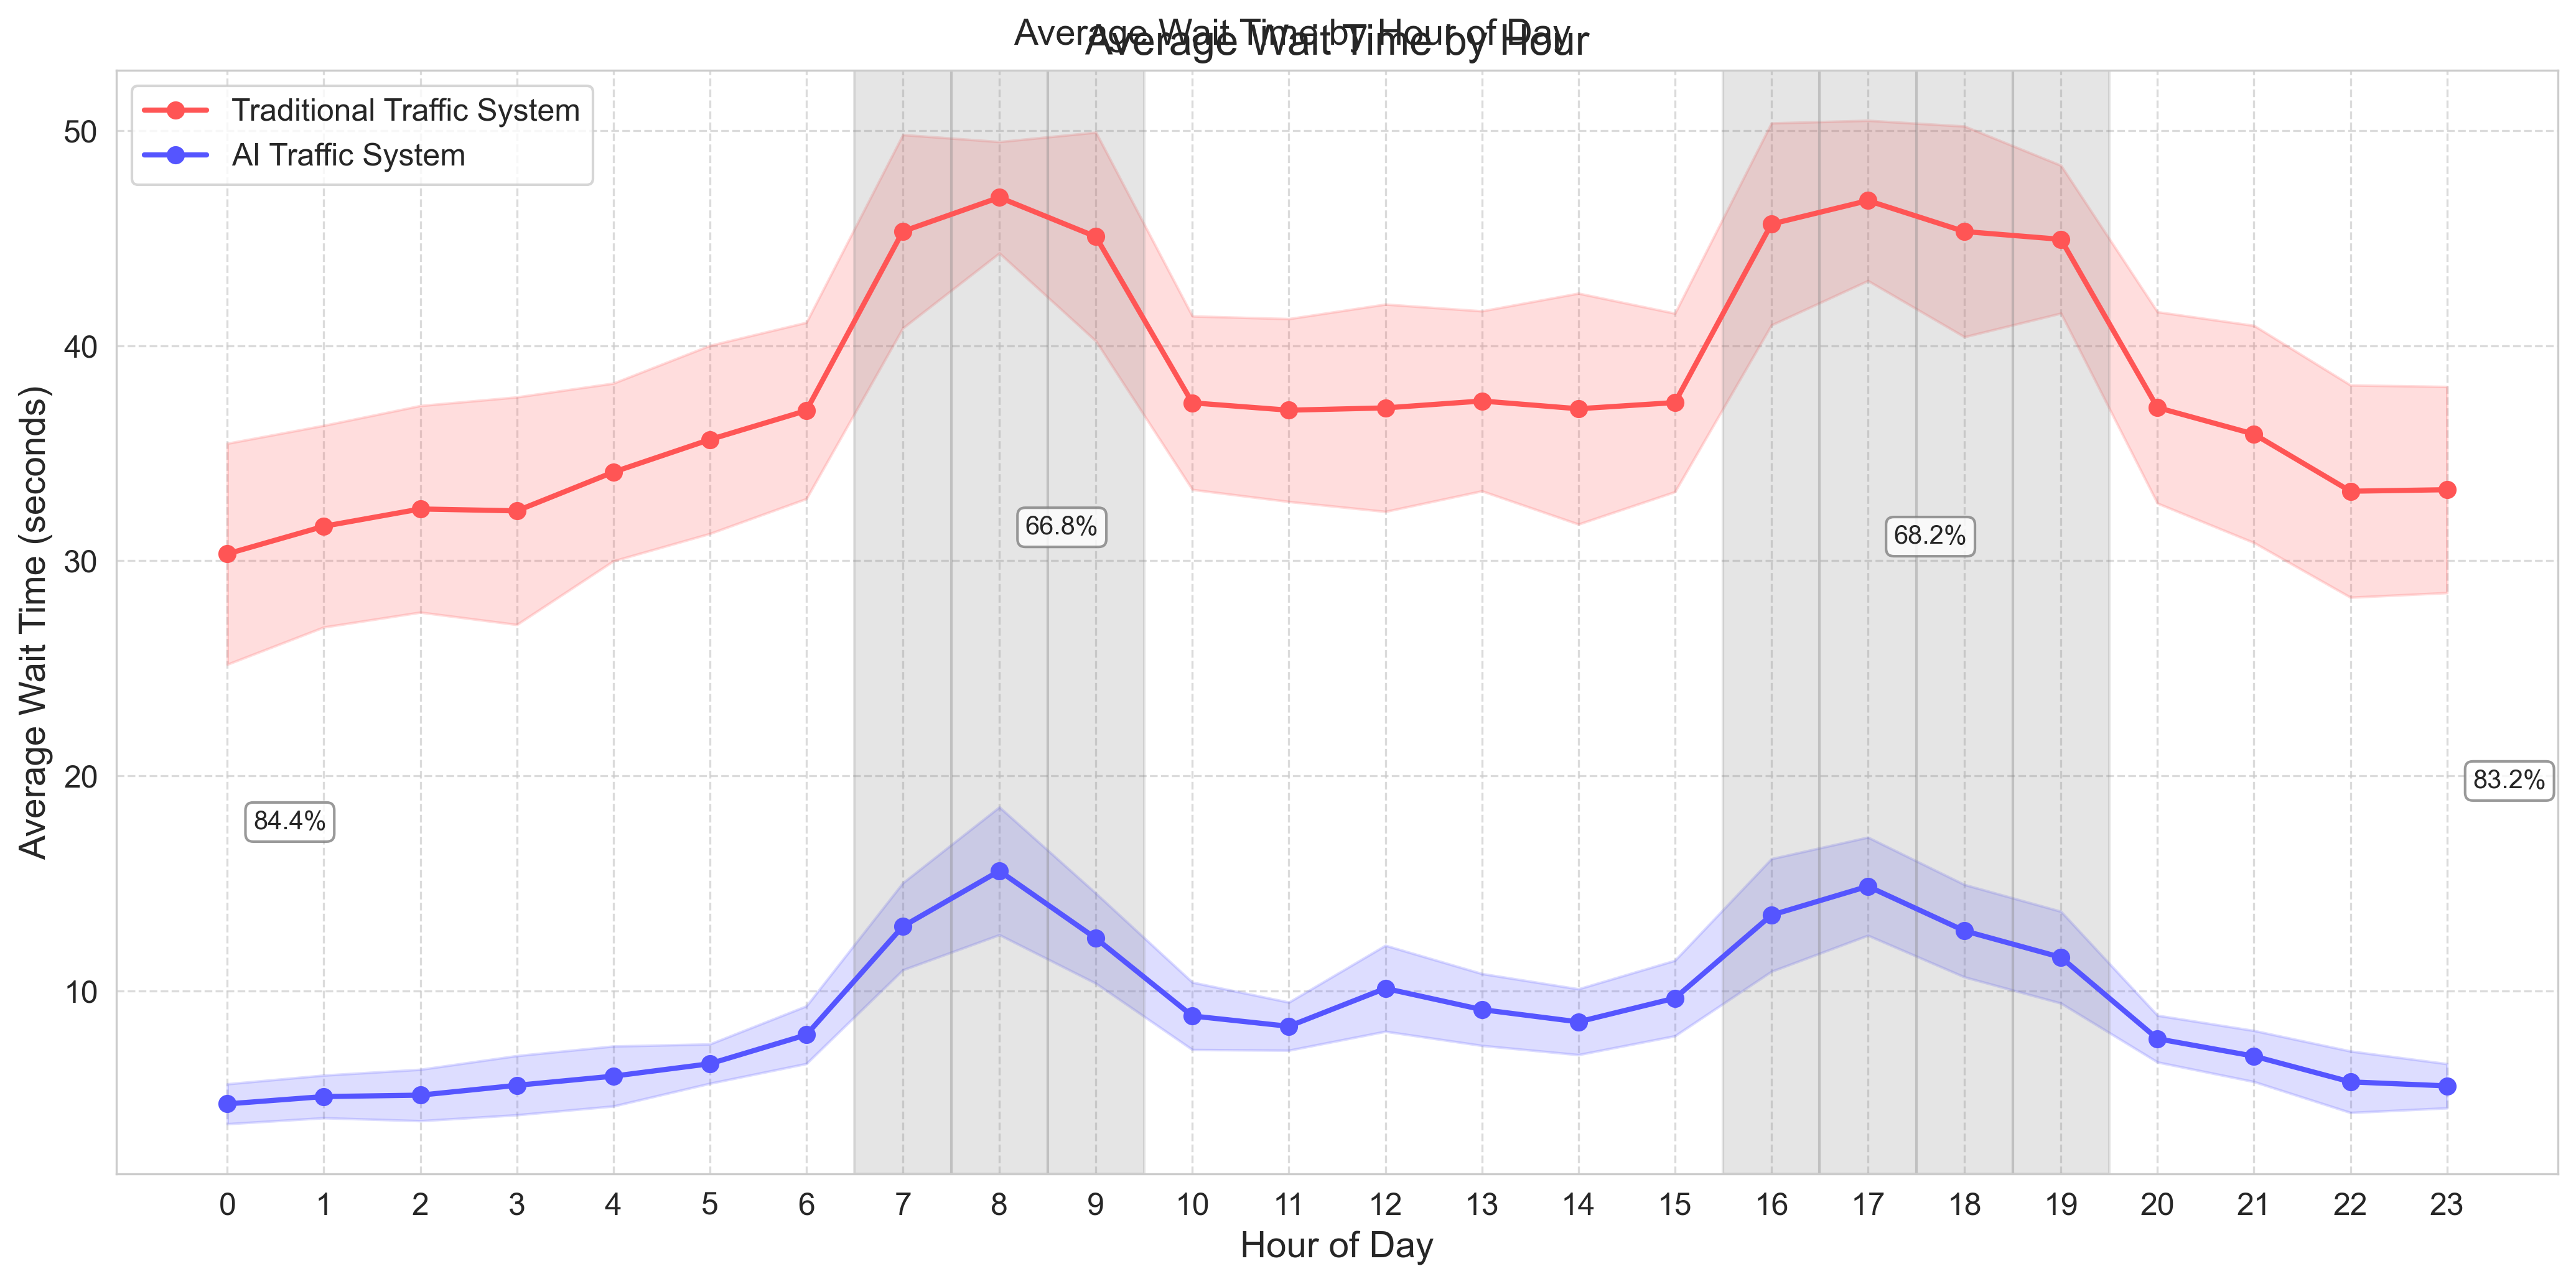 Average Wait Time by Hour of Day
Average Wait Time by Hour
Traditional Traffic System
AI Traffic System
Average Wait Time (seconds)
50
40
30
20
10
66.8%
68.2%
83.2%
84.4%
0 1 2 3 4 5 6 7 8 9 10 11 12 13 14 15 16 17 18 19 20 21 22 23
Hour of Day